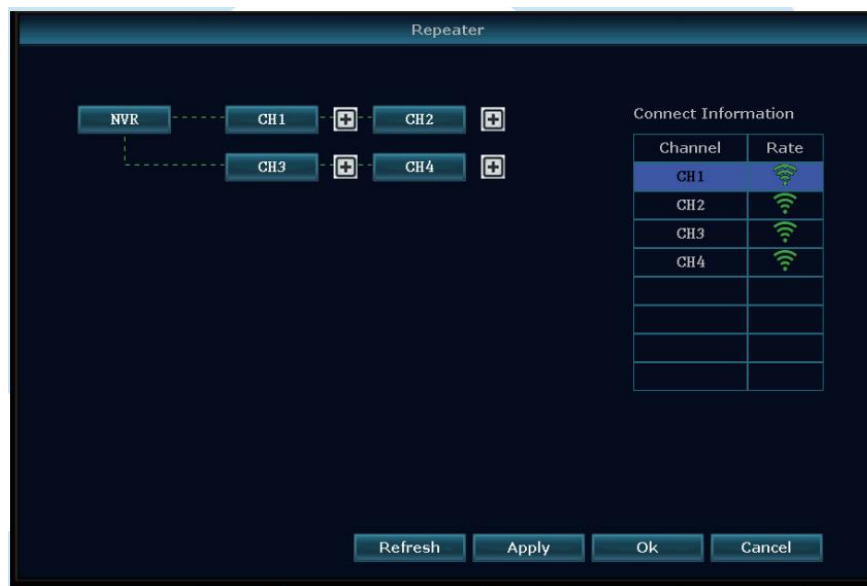 Repeater
NVR CH1 CH2
CH3 CH4
Connect Information
Channel Rate
CH1
CH2
CH3
CH4
Refresh Apply Ok Cancel